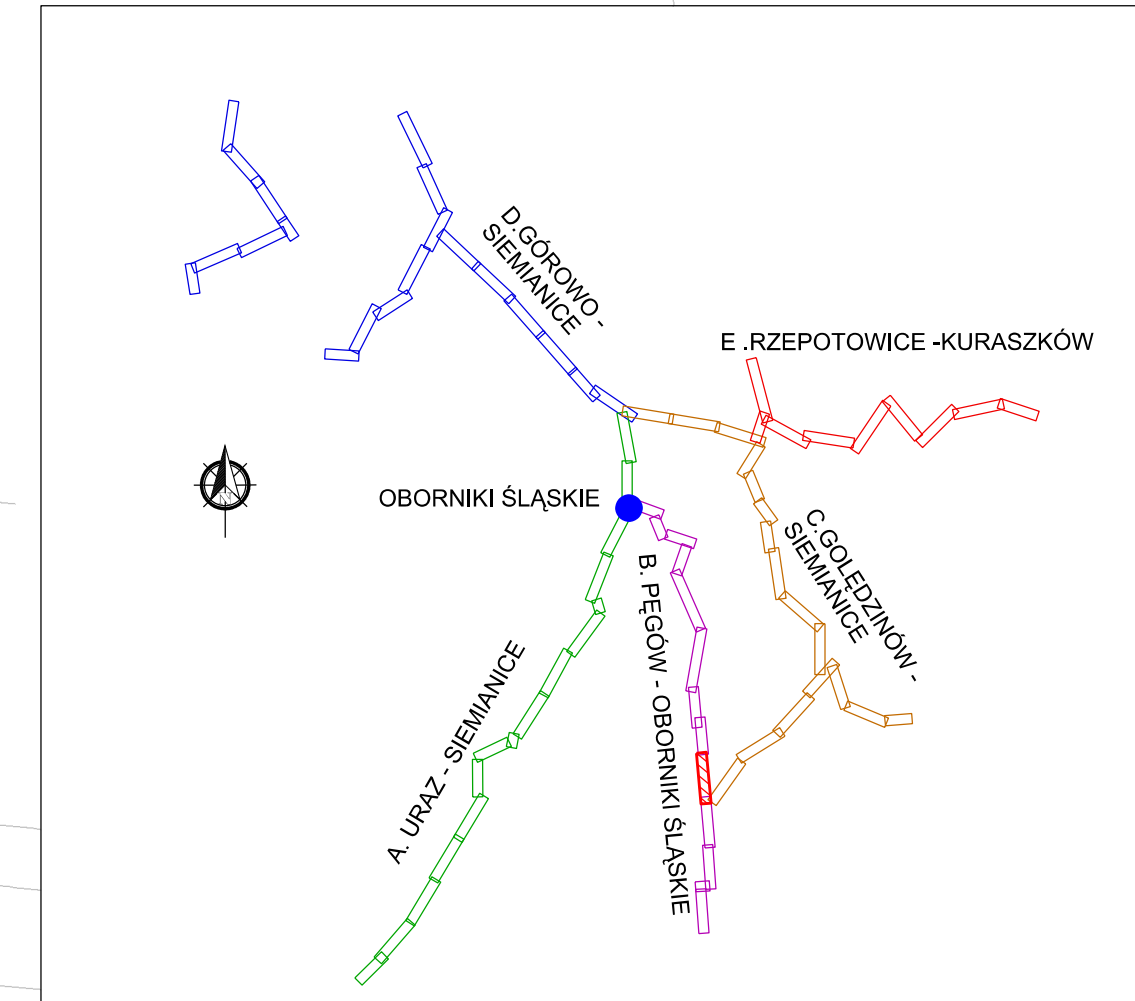 D.GÓROWO -
SIEMIANICE
E .RZEPOTOWICE -KURASZKÓW
OBORNIKI ŚLĄSKIE
N
C.GOLĘDZINÓW -
SIEMIANICE
B. PĘGÓW - OBORNIKI ŚLĄSKIE
A. URAZ - SIEMIANICE